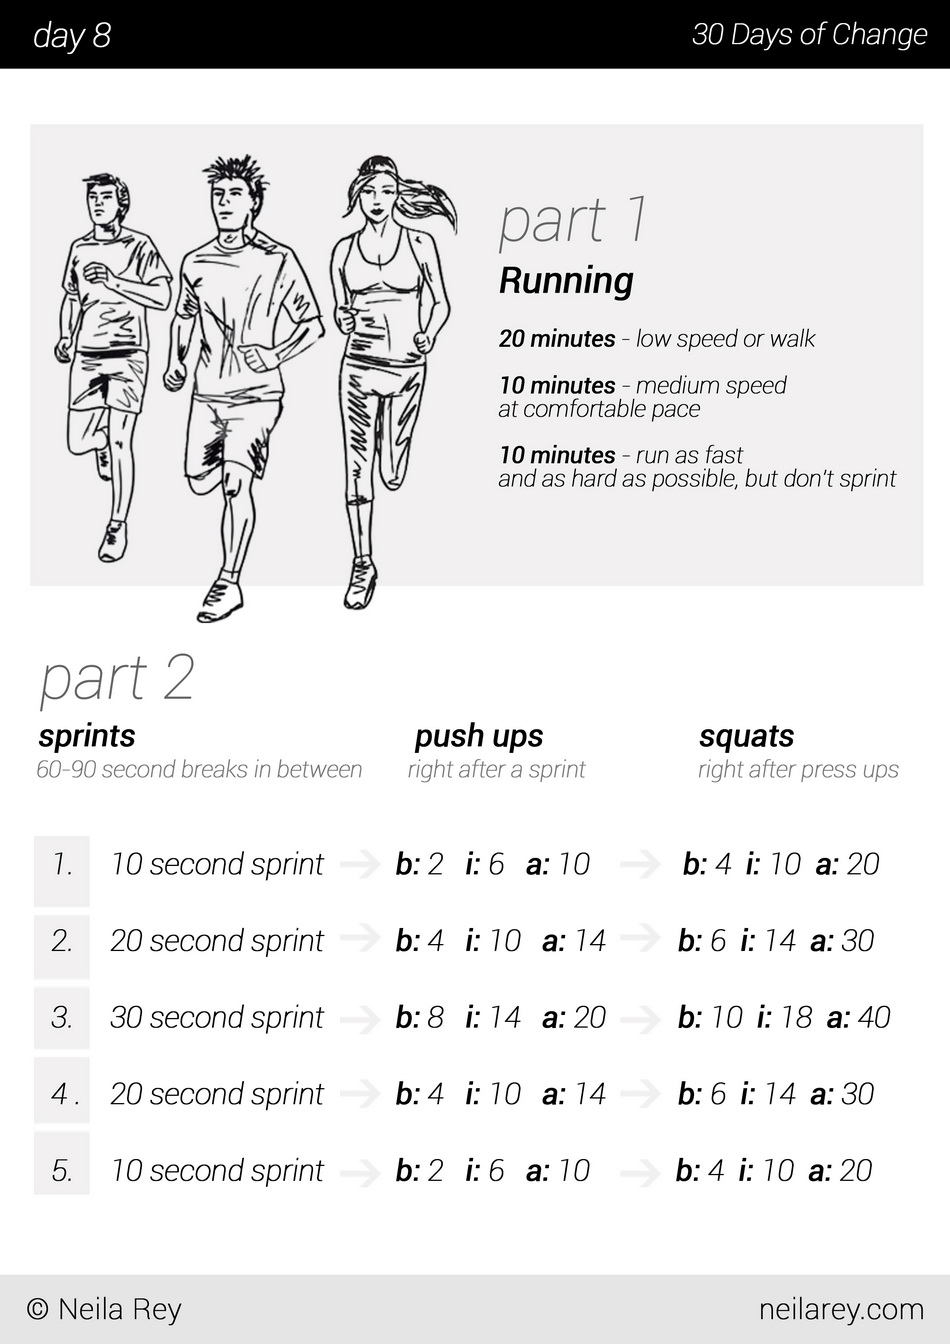 day 8
30 Days of Change
part 1
Running
20 minutes - low speed or walk
10 minutes - medium speed
at comfortable pace
10 minutes - run as fast
and as hard as possible, but don't sprint
part 2
sprints
60-90 second breaks in between
push ups
right after a sprint
squats
right after press ups
1. 10 second sprint b: 2 i: 6 a: 10 b: 4 i: 10 a: 20
2. 20 second sprint b: 4 i: 10 a: 14 b: 6 i: 14 a: 30
3. 30 second sprint b: 8 i: 14 a: 20 b: 10 i: 18 a: 40
4. 20 second sprint b: 4 i: 10 a: 14 b: 6 i: 14 a: 30
5. 10 second sprint b: 2 i: 6 a: 10 b: 4 i: 10 a: 20
© Neila Rey
neilarey.com